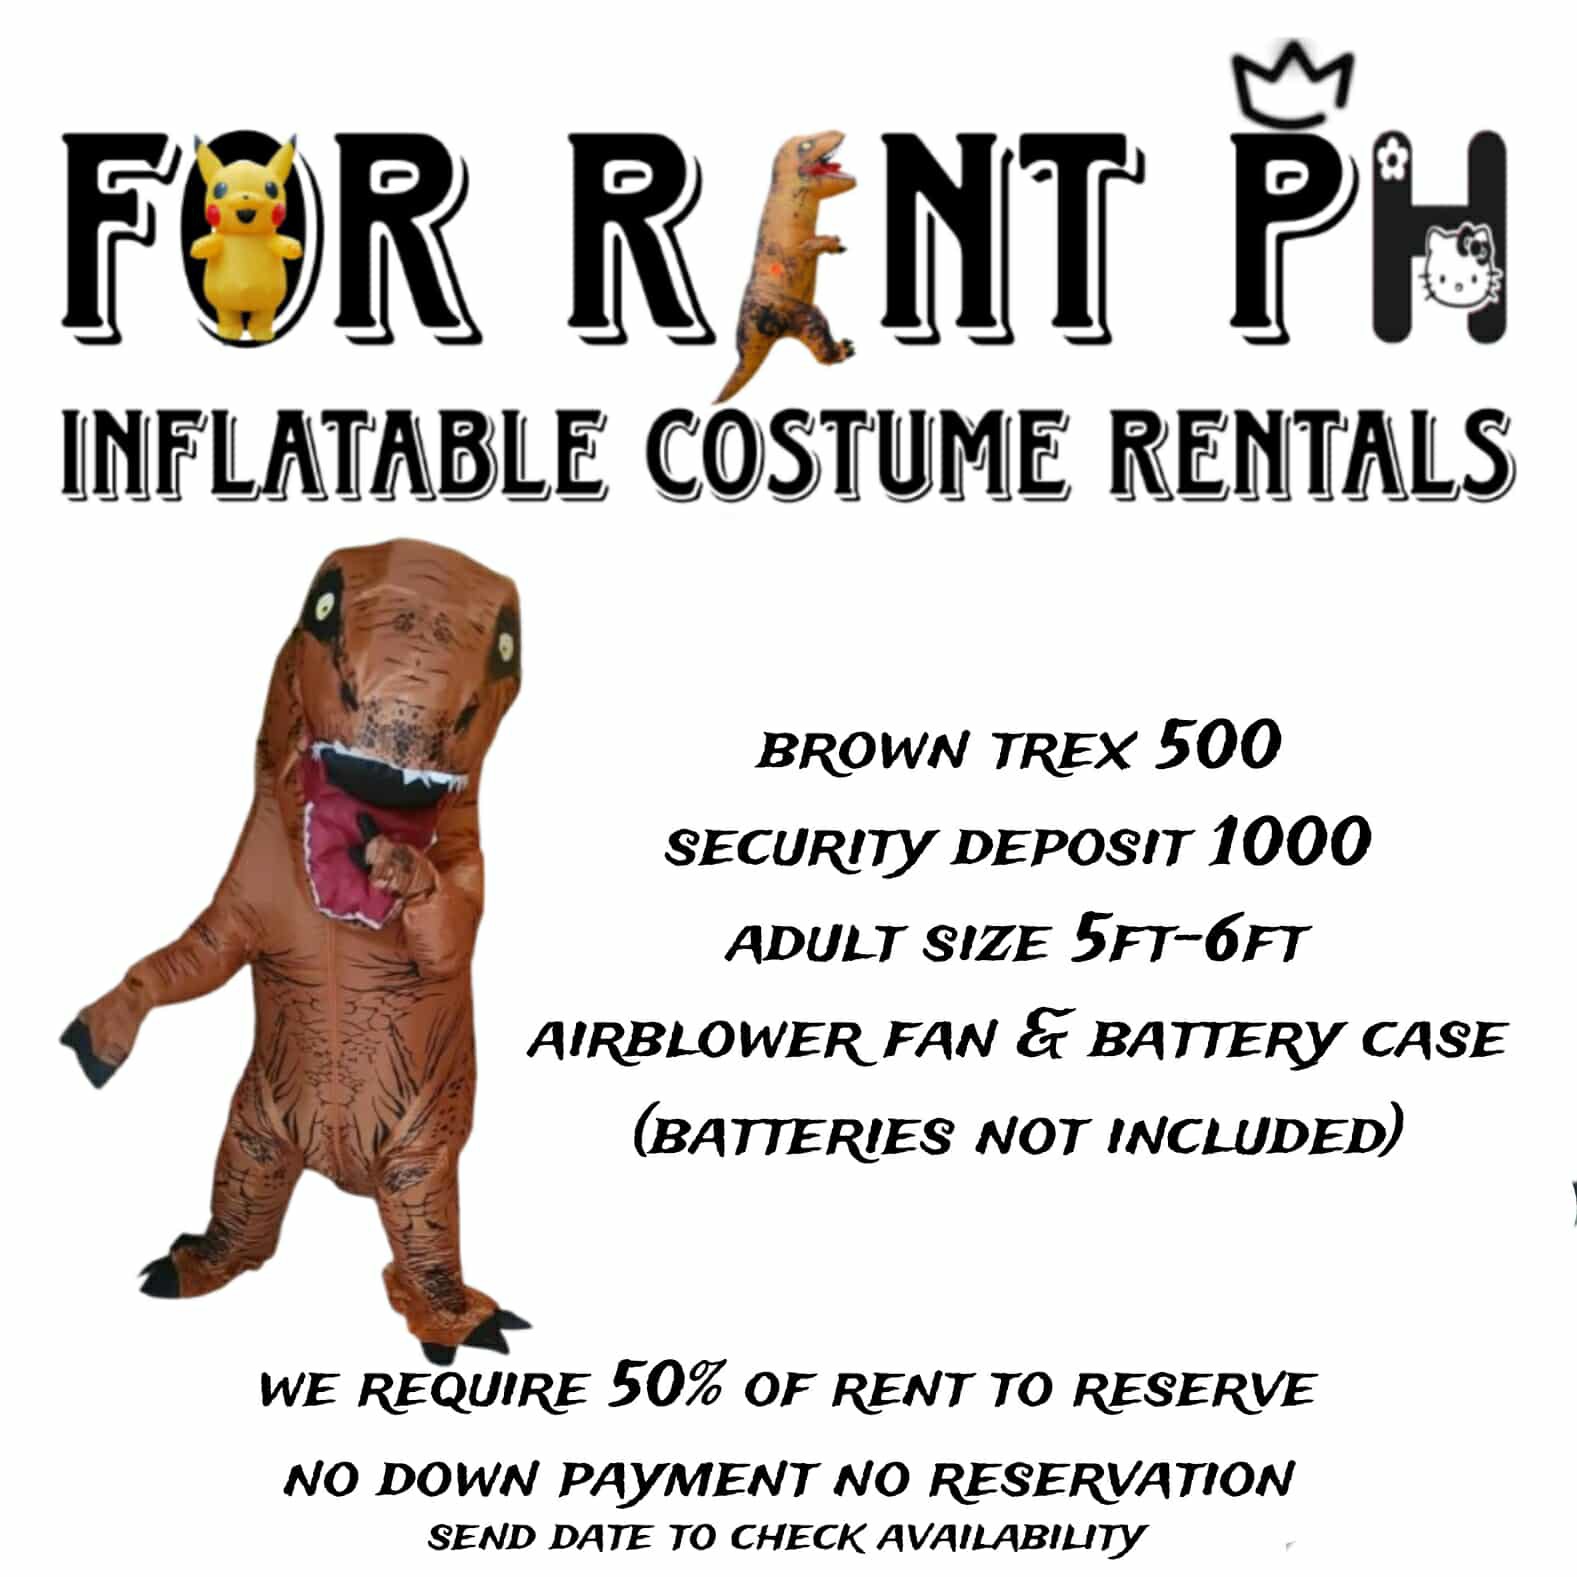 FOR RENT PH
INFLATABLE COSTUME RENTALS
BROWN TREX 500
SECURITY DEPOSIT 1000
ADULT SIZE 5FT-6FT
AIRBLOWER FAN & BATTERY CASE
(BATTERIES NOT INCLUDED)
WE REQUIRE 50% OF RENT TO RESERVE
NO DOWN PAYMENT NO RESERVATION
SEND DATE TO CHECK AVAILABILITY